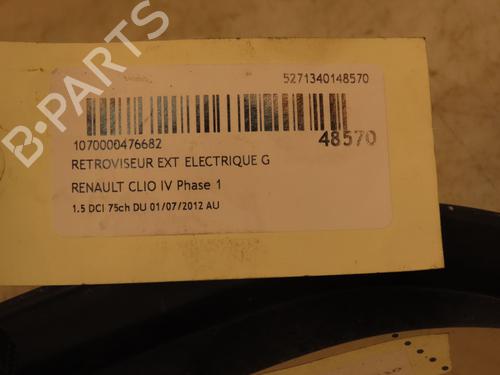 B-PARTS
5271340148570
1070000476682
48570
RETROVISEUR EXT ELECTRIQUE G
RENAULT CLIO IV Phase 1
1.5 DCI 75ch DU 01/07/2012 AU